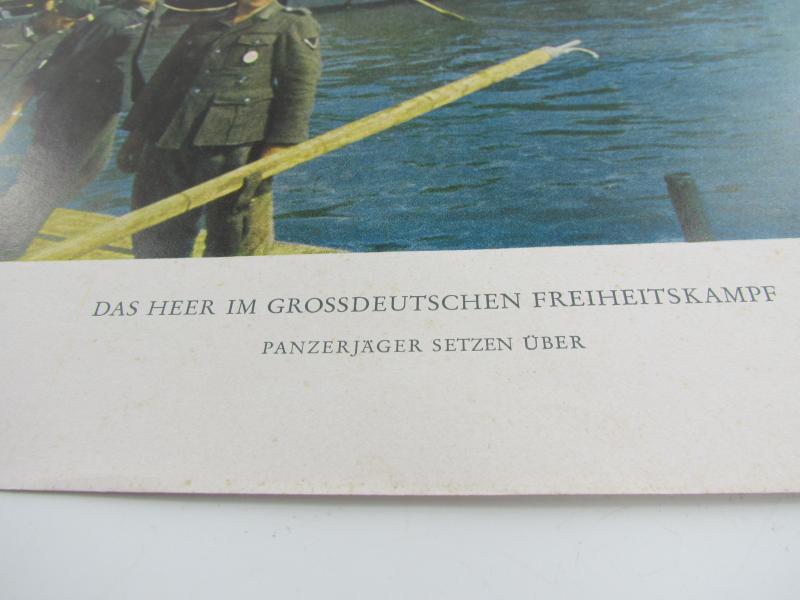 DAS HEER IM GROSSDEUTSCHEN FREIHEITSKAMPF
PANZERJÄGER SETZEN ÜBER